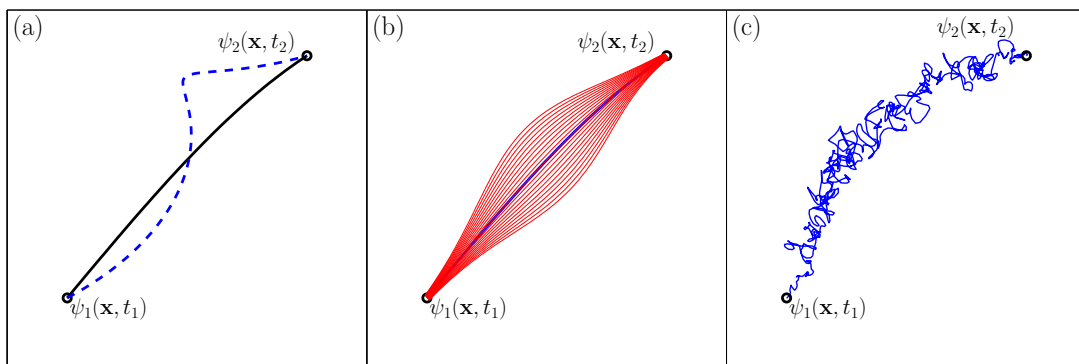 (a)
ψ₂(𝐱, t₂)
ψ₁(𝐱, t₁)
(b)
ψ₂(𝐱, t₂)
ψ₁(𝐱, t₁)
(c)
ψ₂(𝐱, t₂)
ψ₁(𝐱, t₁)